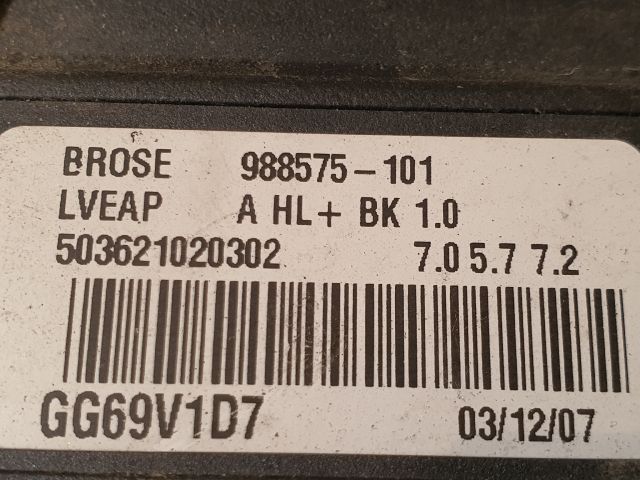 BROSE 988575-101
LVEAP A HL+ BK 1.0
503621020302 7.0 5.7 7.2
GG69V1D7 03/12/07